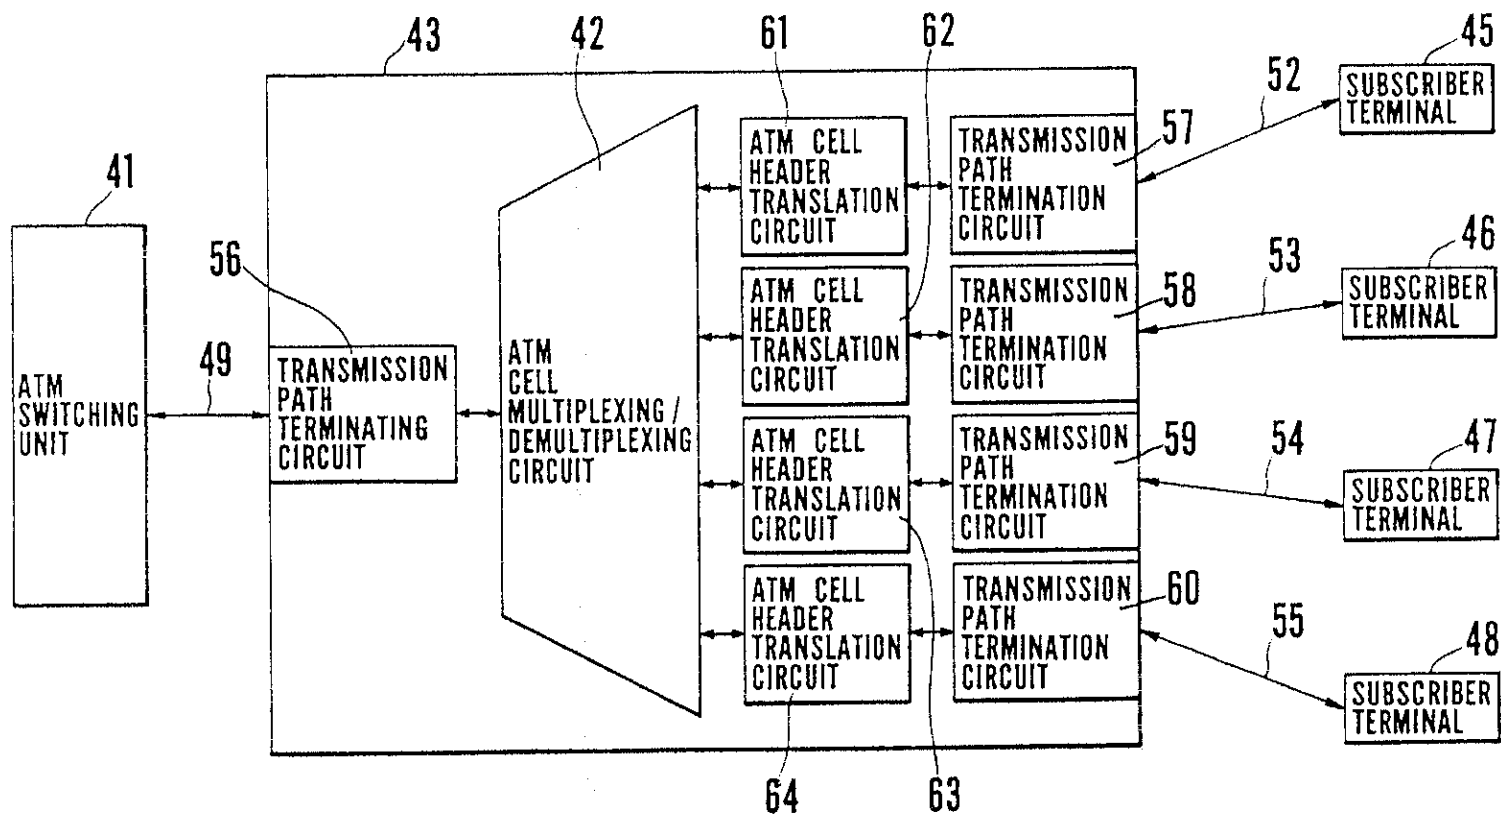 43
42
61
62
45
52
SUBSCRIBER
TERMINAL
41
ATM
SWITCHING
UNIT
49
56
TRANSMISSION
PATH
TERMINATING
CIRCUIT
ATM
CELL
MULTIPLEXING/
DEMULTIPLEXING
CIRCUIT
ATM CELL
HEADER
TRANSLATION
CIRCUIT
TRANSMISSION
PATH
TERMINATION
CIRCUIT
57
ATM CELL
HEADER
TRANSLATION
CIRCUIT
TRANSMISSION
PATH
TERMINATION
CIRCUIT
58
53
46
SUBSCRIBER
TERMINAL
ATM CELL
HEADER
TRANSLATION
CIRCUIT
TRANSMISSION
PATH
TERMINATION
CIRCUIT
59
54
47
SUBSCRIBER
TERMINAL
ATM CELL
HEADER
TRANSLATION
CIRCUIT
TRANSMISSION
PATH
TERMINATION
CIRCUIT
60
55
48
SUBSCRIBER
TERMINAL
64
63